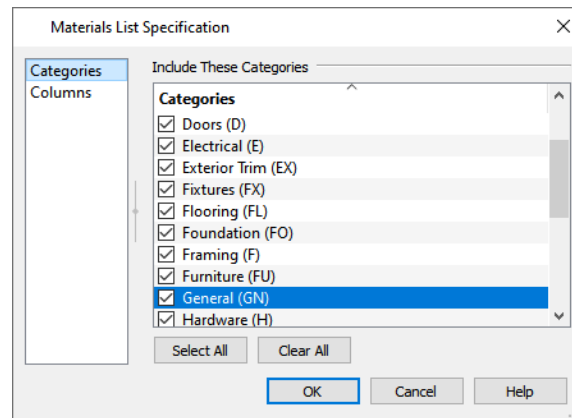 Materials List Specification
Categories
Columns
Include These Categories
Categories
Doors (D)
Electrical (E)
Exterior Trim (EX)
Fixtures (FX)
Flooring (FL)
Foundation (FO)
Framing (F)
Furniture (FU)
General (GN)
Hardware (H)
Select All
Clear All
OK
Cancel
Help